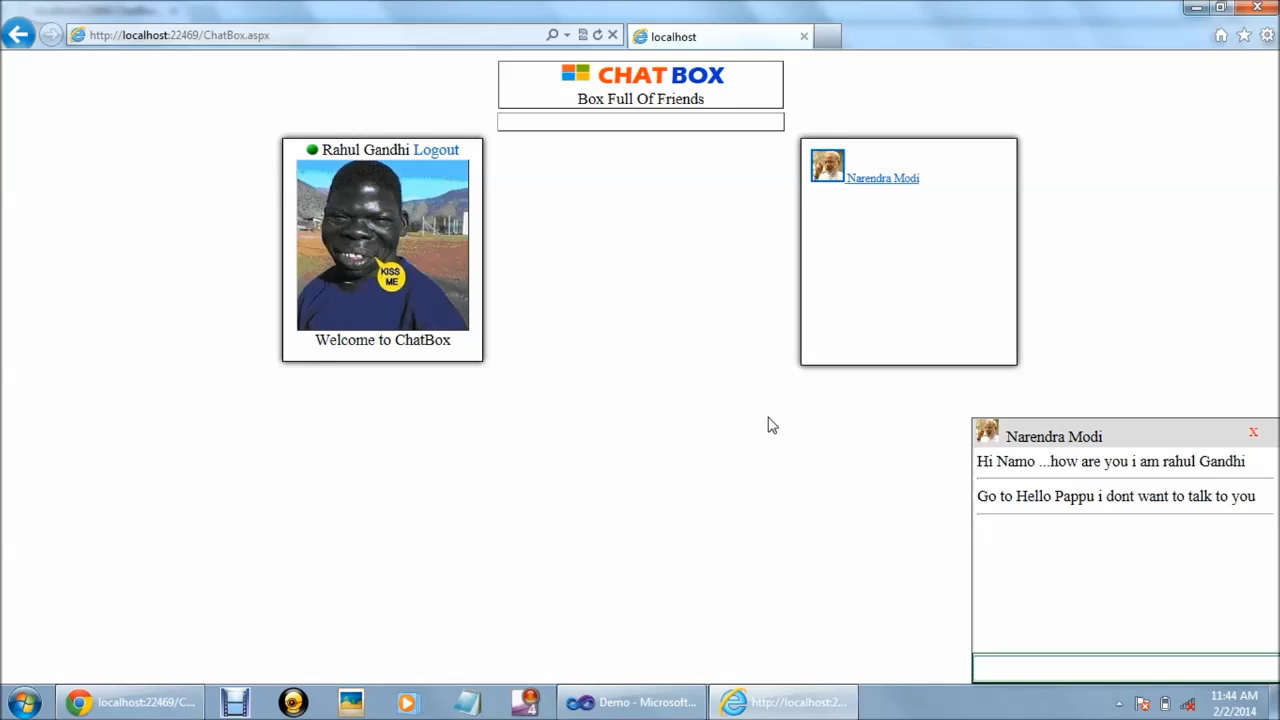 http://localhost:22469/ChatBox.aspx
localhost
CHAT BOX
Box Full Of Friends
Rahul Gandhi Logout
KISS
ME
Welcome to ChatBox
Narendra Modi
Narendra Modi
X
Hi Namo ...how are you i am rahul Gandhi
Go to Hello Pappu i dont want to talk to you
localhost:22469/C...
4
Demo - Microsoft...
http://localhost:2...
11:44 AM
2/2/2014